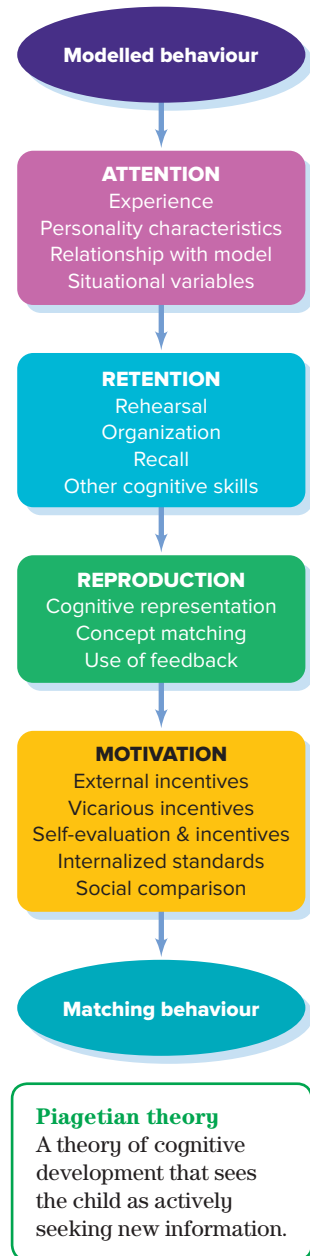 Modelled behaviour
ATTENTION
Experience
Personality characteristics
Relationship with model
Situational variables
RETENTION
Rehearsal
Organization
Recall
Other cognitive skills
REPRODUCTION
Cognitive representation
Concept matching
Use of feedback
MOTIVATION
External incentives
Vicarious incentives
Self-evaluation & incentives
Internalized standards
Social comparison
Matching behaviour
Piagetian theory
A theory of cognitive
development that sees
the child as actively
seeking new information.